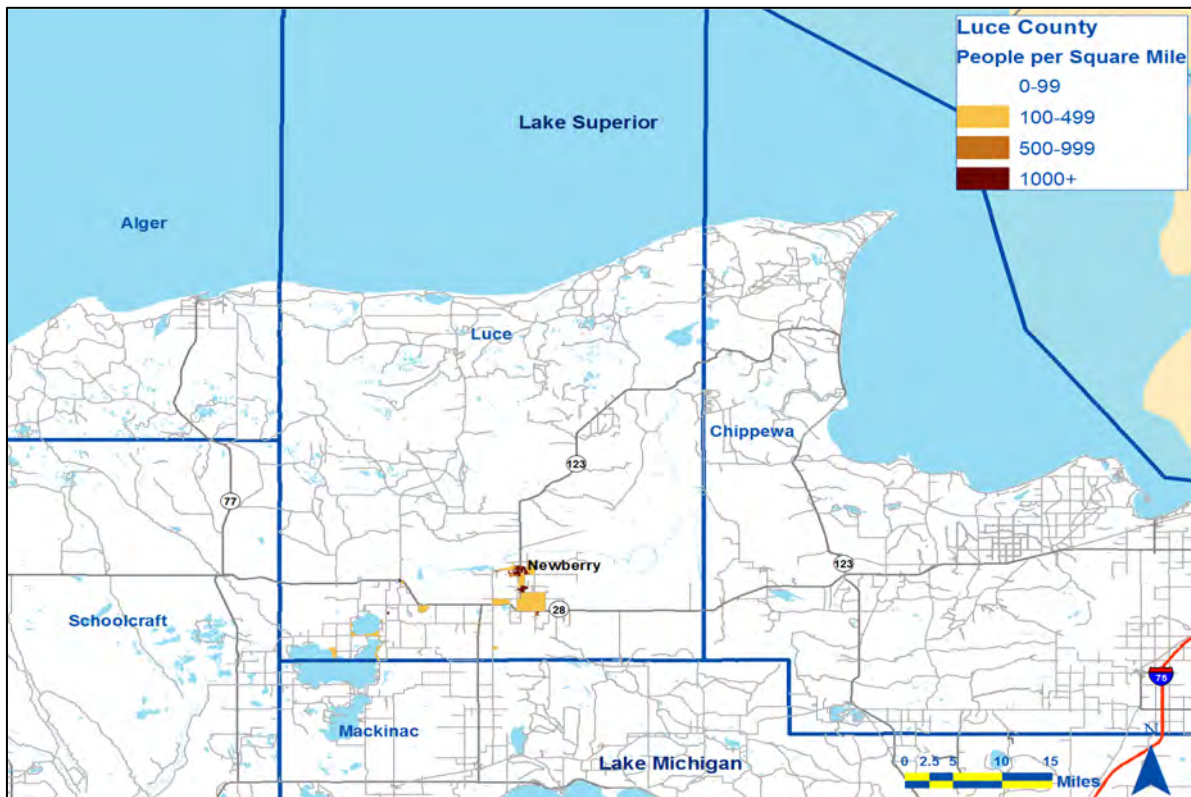 Luce County
People per Square Mile
0-99
100-499
500-999
1000+
Lake Superior
Alger
Luce
Chippewa
123
77
Newberry
123
28
Schoolcraft
75
Mackinac
N
Lake Michigan
0 2.5 5 10 15
Miles